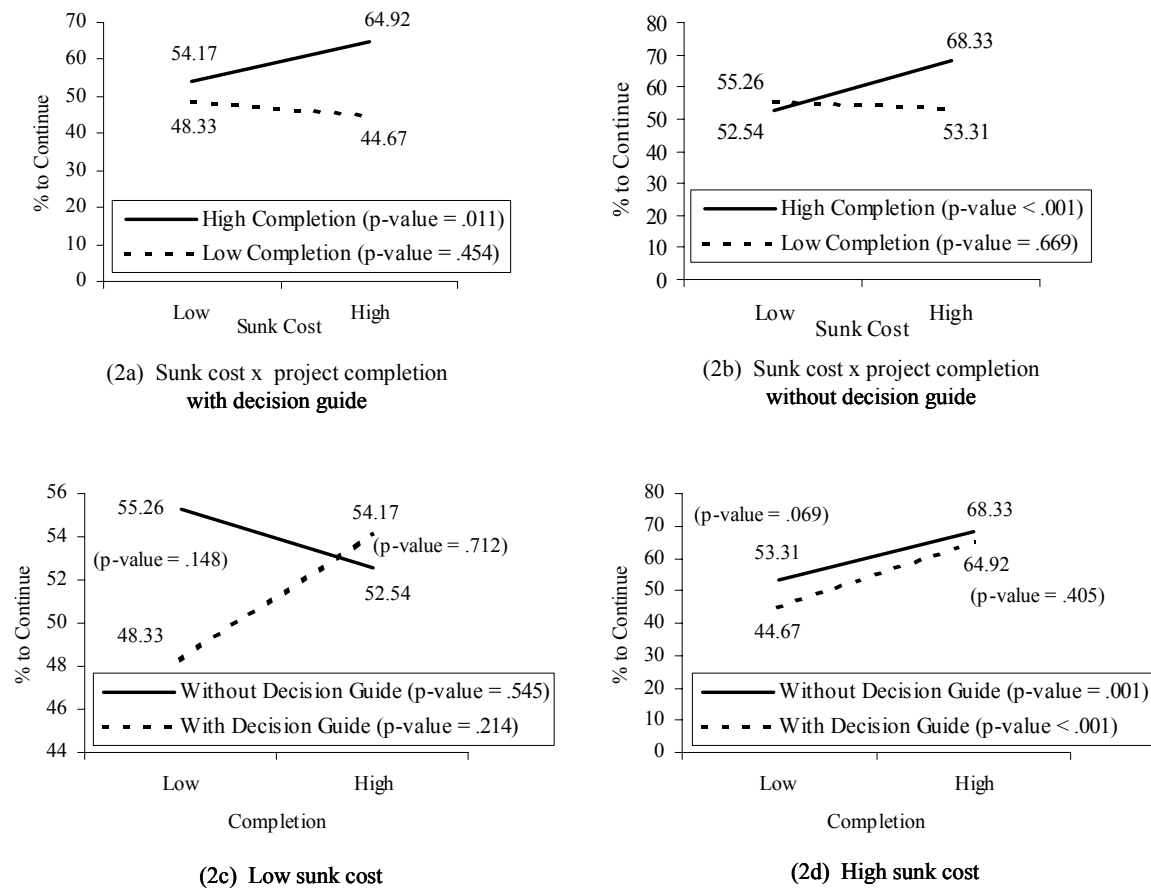 70
60
50
40
30
20
10
0
% to Continue
64.92
54.17
48.33
44.67
High Completion (p-value = .011)
Low Completion (p-value = .454)
Low
High
Sunk Cost
(2a) Sunk cost x project completion
with decision guide
80
70
60
50
40
30
20
10
0
% to Continue
68.33
55.26
52.54
53.31
High Completion (p-value < .001)
Low Completion (p-value = .669)
Low
High
Sunk Cost
(2b) Sunk cost x project completion
without decision guide
56
54
52
50
48
46
44
% to Continue
55.26
54.17
(p-value = .148)
(p-value = .712)
52.54
48.33
Without Decision Guide (p-value = .545)
With Decision Guide (p-value = .214)
Low
High
Completion
(2c) Low sunk cost
80
70
60
50
40
30
20
10
0
% to Continue
(p-value = .069)
68.33
53.31
64.92
(p-value = .405)
44.67
Without Decision Guide (p-value = .001)
With Decision Guide (p-value < .001)
Low
High
Completion
(2d) High sunk cost